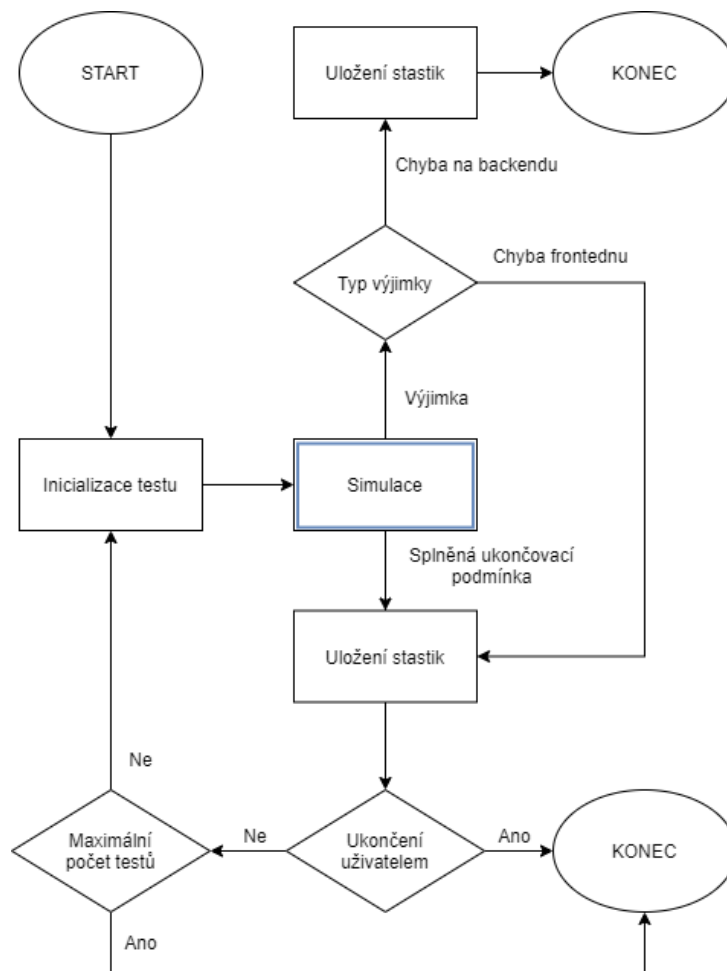 START
Uložení stastik
KONEC
Chyba na backendu
Typ výjimky
Chyba frontednu
Výjimka
Inicializace testu
Simulace
Splněná ukončovací
podmínka
Uložení stastik
Ne
Maximální
počet testů
Ne
Ukončení
uživatelem
Ano
KONEC
Ano